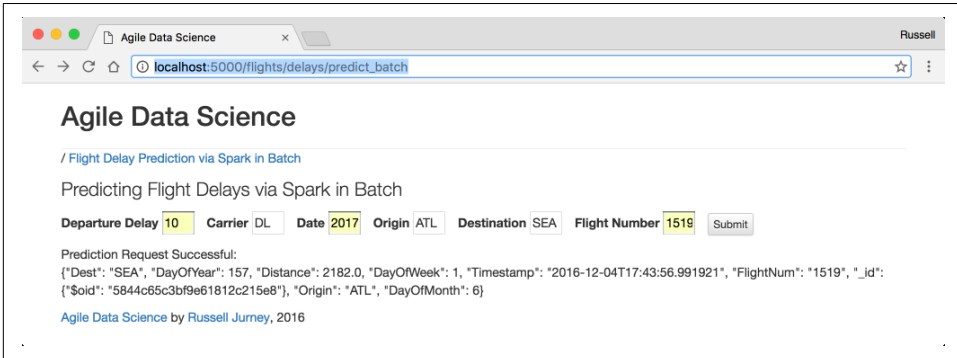 Agile Data Science
Russell
localhost:5000/flights/delays/predict_batch
Agile Data Science
/ Flight Delay Prediction via Spark in Batch
Predicting Flight Delays via Spark in Batch
Departure Delay 10 Carrier DL Date 2017 Origin ATL Destination SEA Flight Number 1519 Submit
Prediction Request Successful:
{"Dest": "SEA", "DayOfYear": 157, "Distance": 2182.0, "DayOfWeek": 1, "Timestamp": "2016-12-04T17:43:56.991921", "FlightNum": "1519", "_id":
{"$oid": "5844c65c3bf9e61812c215e8"}, "Origin": "ATL", "DayOfMonth": 6}
Agile Data Science by Russell Jurney, 2016